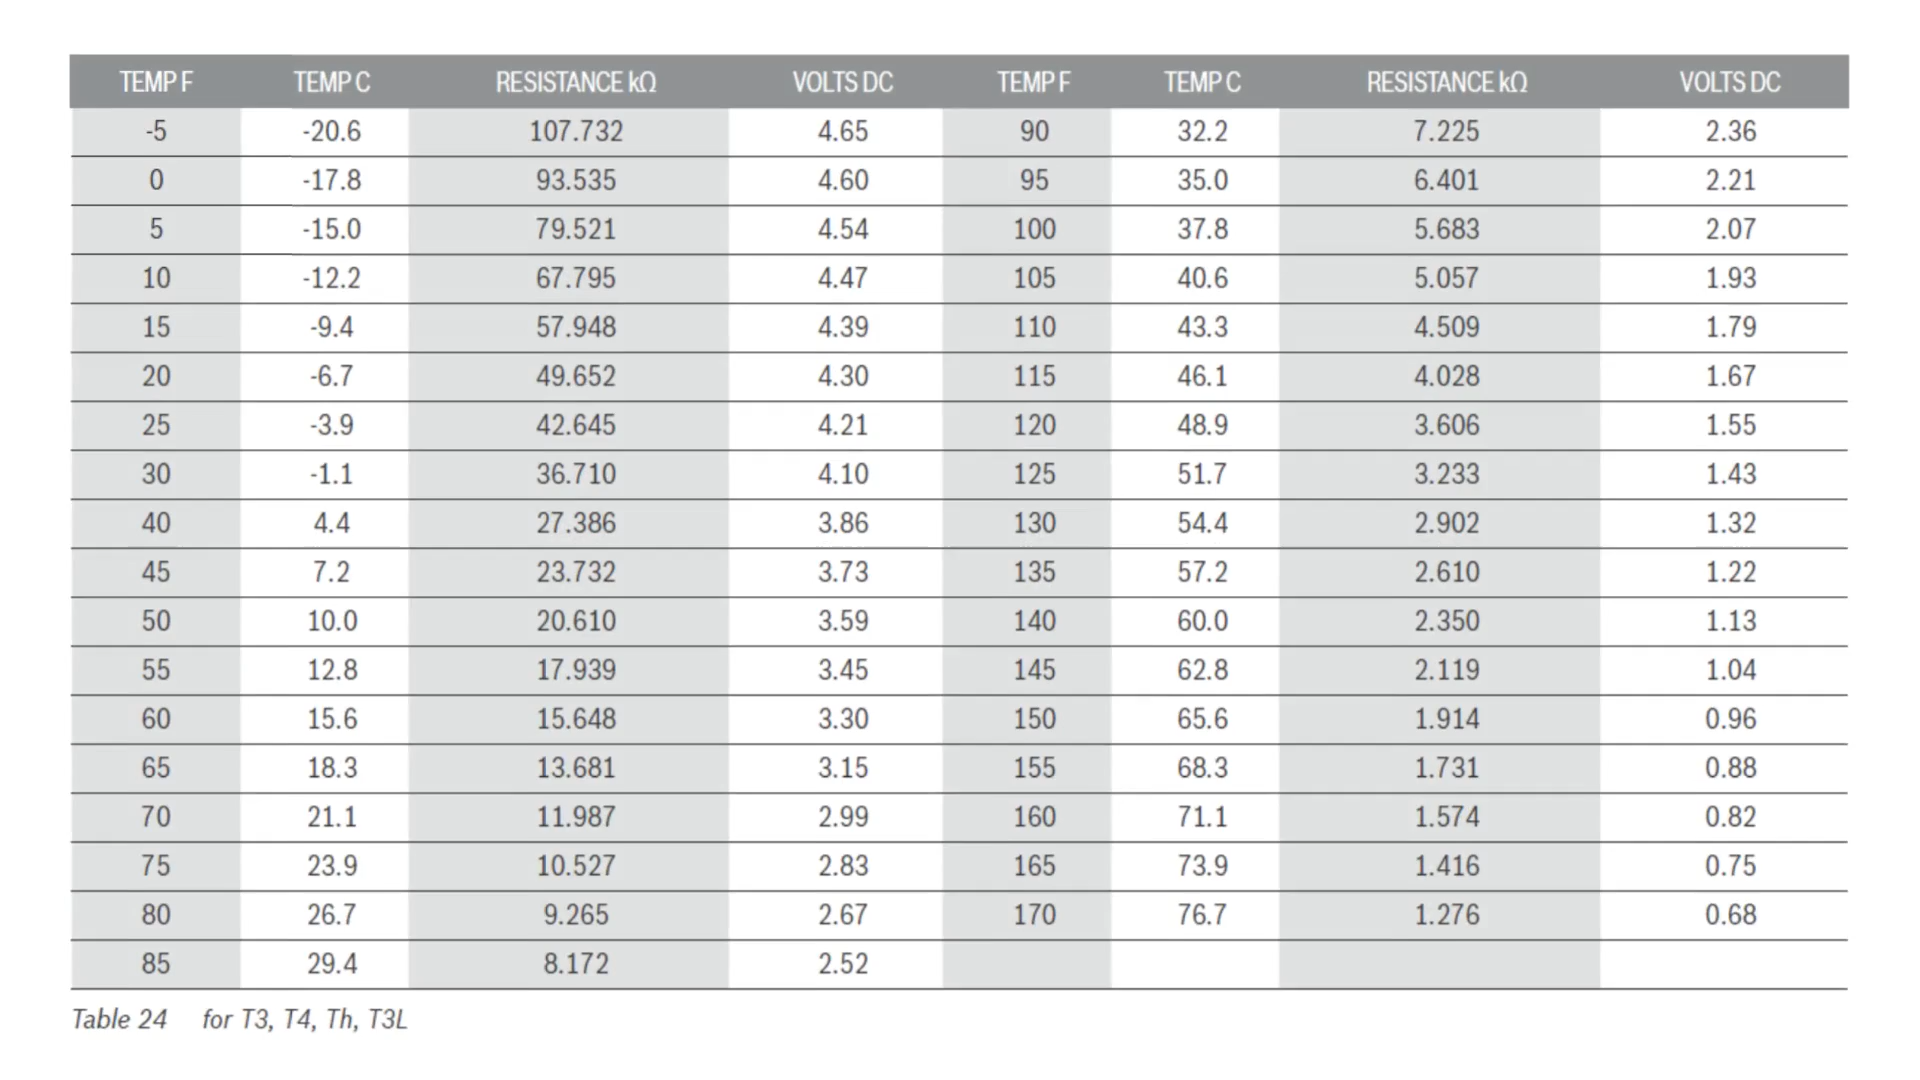 TEMP F TEMP C RESISTANCE kΩ VOLTS DC TEMP F TEMP C RESISTANCE kΩ VOLTS DC
-5 -20.6 107.732 4.65 90 32.2 7.225 2.36
0 -17.8 93.535 4.60 95 35.0 6.401 2.21
5 -15.0 79.521 4.54 100 37.8 5.683 2.07
10 -12.2 67.795 4.47 105 40.6 5.057 1.93
15 -9.4 57.948 4.39 110 43.3 4.509 1.79
20 -6.7 49.652 4.30 115 46.1 4.028 1.67
25 -3.9 42.645 4.21 120 48.9 3.606 1.55
30 -1.1 36.710 4.10 125 51.7 3.233 1.43
40 4.4 27.386 3.86 130 54.4 2.902 1.32
45 7.2 23.732 3.73 135 57.2 2.610 1.22
50 10.0 20.610 3.59 140 60.0 2.350 1.13
55 12.8 17.939 3.45 145 62.8 2.119 1.04
60 15.6 15.648 3.30 150 65.6 1.914 0.96
65 18.3 13.681 3.15 155 68.3 1.731 0.88
70 21.1 11.987 2.99 160 71.1 1.574 0.82
75 23.9 10.527 2.83 165 73.9 1.416 0.75
80 26.7 9.265 2.67 170 76.7 1.276 0.68
85 29.4 8.172 2.52
Table 24 for T3, T4, Th, T3L